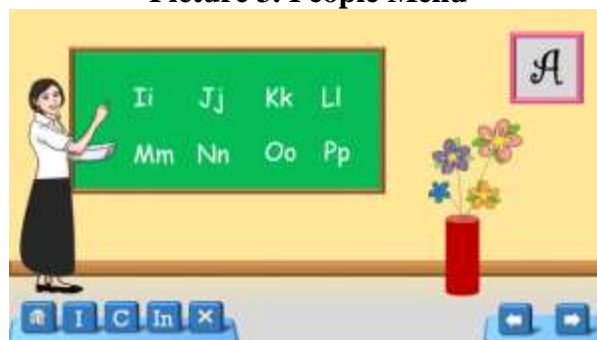 Picture 3. People Menu
A
Ii Jj Kk Ll
Mm Nn Oo Pp
I C In X